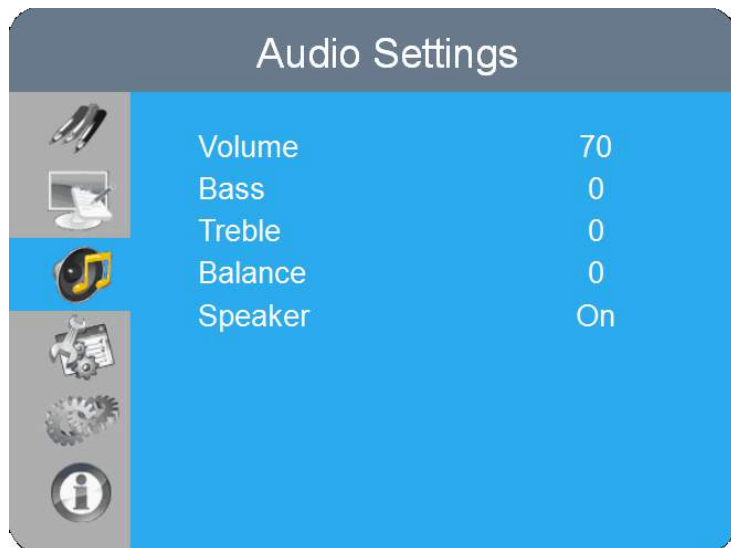 Audio Settings
Volume 70
Bass 0
Treble 0
Balance 0
Speaker On